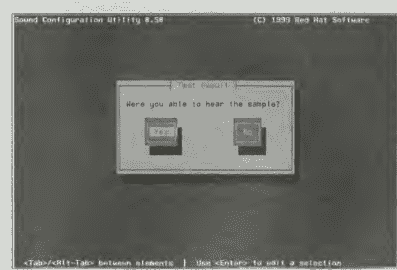 Sound Configuration Utility 0.58 (C) 1999 Red Hat Software
Test Result
Were you able to hear the sample?
Yes No
<Tab>/<Alt-Tab> between elements | Use <Enter> to edit a selection